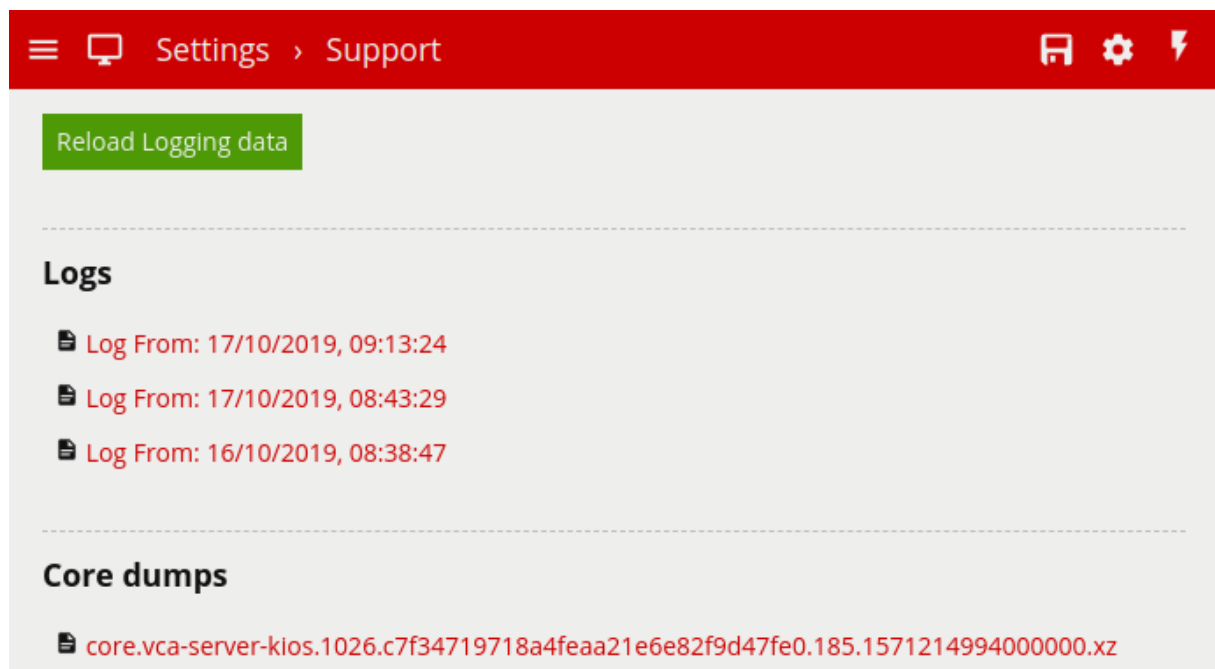 Settings › Support
Reload Logging data
Logs
Log From: 17/10/2019, 09:13:24
Log From: 17/10/2019, 08:43:29
Log From: 16/10/2019, 08:38:47
Core dumps
core.vca-server-kios.1026.c7f34719718a4feaa21e6e82f9d47fe0.185.1571214994000000.xz